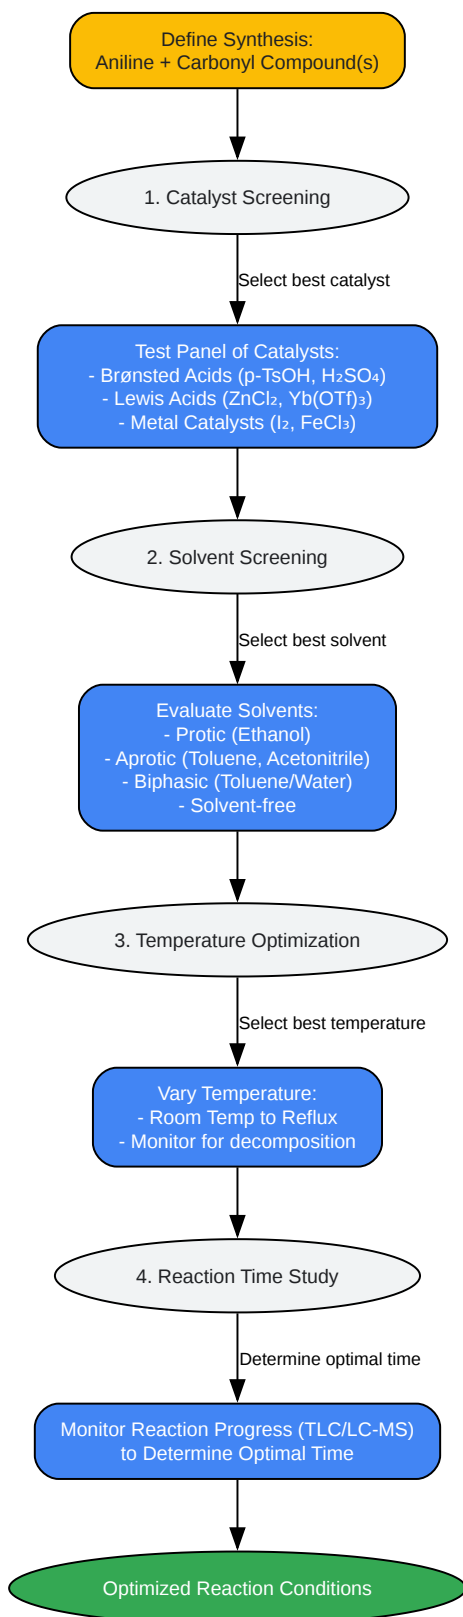 Define Synthesis:
Aniline + Carbonyl Compound(s)
1. Catalyst Screening
Select best catalyst
Test Panel of Catalysts:
- Brønsted Acids (p-TsOH, H₂SO₄)
- Lewis Acids (ZnCl₂, Yb(OTf)₃)
- Metal Catalysts (I₂, FeCl₃)
2. Solvent Screening
Select best solvent
Evaluate Solvents:
- Protic (Ethanol)
- Aprotic (Toluene, Acetonitrile)
- Biphasic (Toluene/Water)
- Solvent-free
3. Temperature Optimization
Select best temperature
Vary Temperature:
- Room Temp to Reflux
- Monitor for decomposition
4. Reaction Time Study
Determine optimal time
Monitor Reaction Progress (TLC/LC-MS)
to Determine Optimal Time
Optimized Reaction Conditions